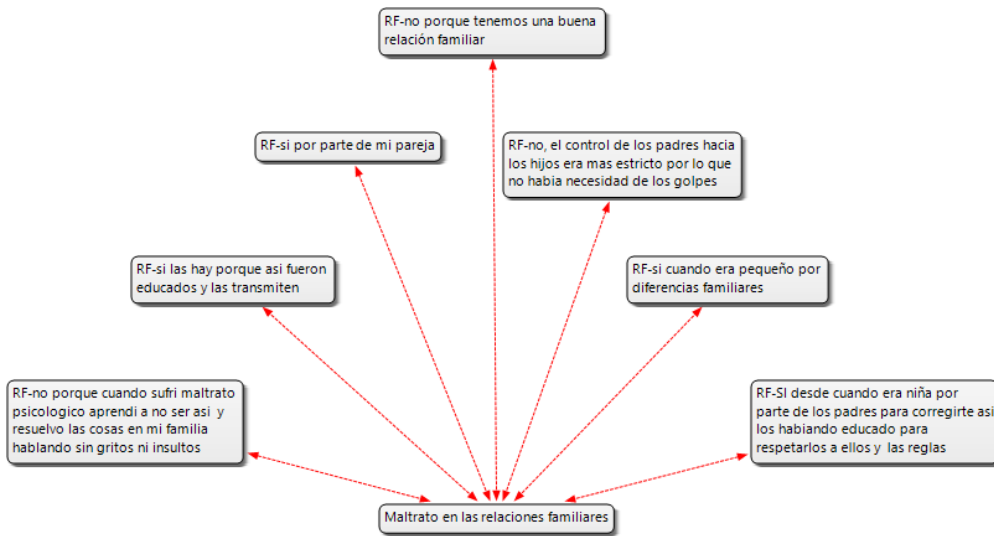 RF-no porque tenemos una buena
relación familiar
RF-si por parte de mi pareja
RF-no, el control de los padres hacia
los hijos era mas estricto por lo que
no habia necesidad de los golpes
RF-si las hay porque asi fueron
educados y las transmiten
RF-si cuando era pequeño por
diferencias familiares
RF-no porque cuando sufri maltrato
psicologico aprendi a no ser asi y
resuelvo las cosas en mi familia
hablando sin gritos ni insultos
RF-SI desde cuando era niña por
parte de los padres para corregirte asi
los habiando educado para
respetarlos a ellos y las reglas
Maltrato en las relaciones familiares